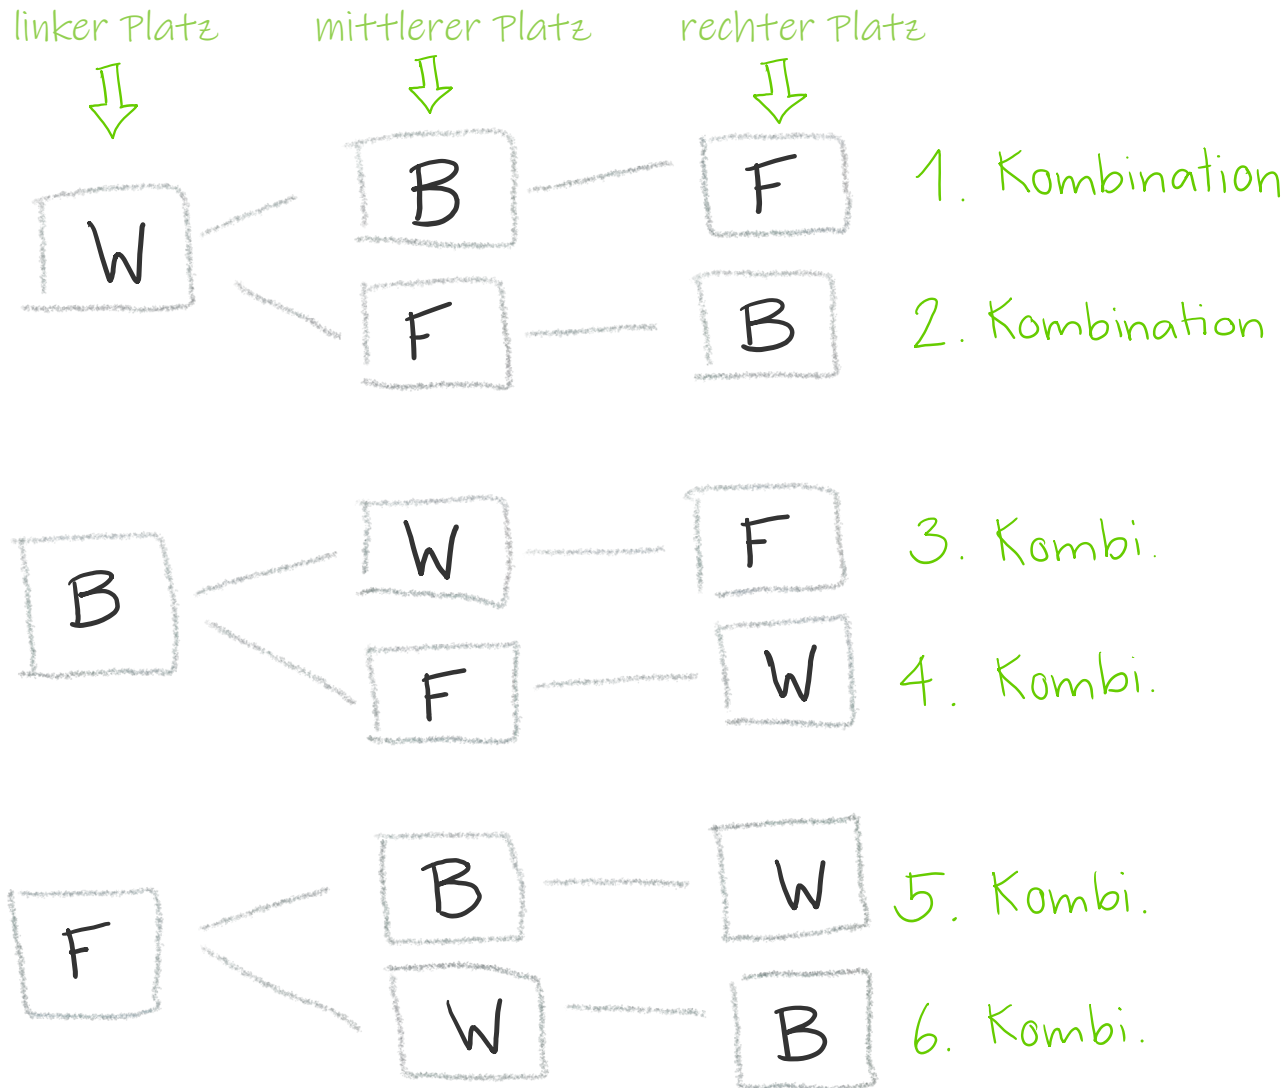 linker Platz mittlerer Platz rechter Platz
B F 1. Kombination
W
F B 2. Kombination
W F 3. Kombi.
B
F W 4. Kombi.
B W 5. Kombi.
F
W B 6. Kombi.